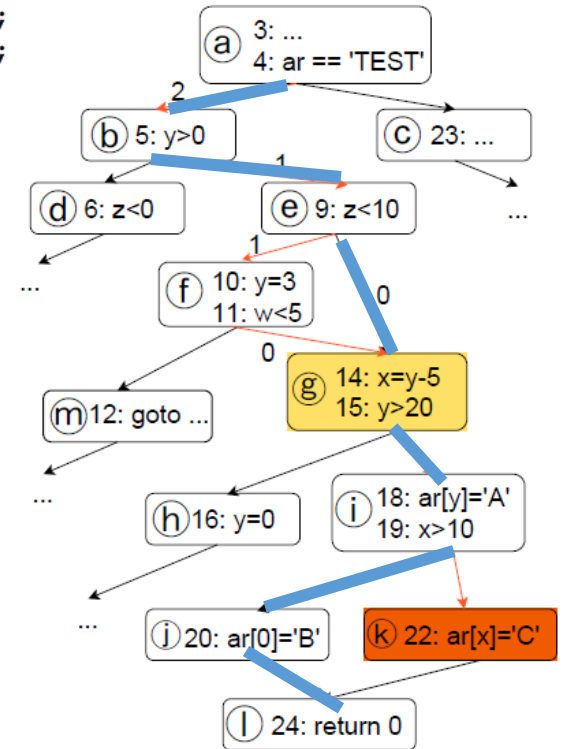 ;
;
a 3: ...
4: ar == 'TEST'
2
b 5: y>0
c 23: ...
1
d 6: z<0
e 9: z<10
...
...
1
f 10: y=3
11: w<5
0
0
g 14: x=y-5
15: y>20
m 12: goto ...
...
h 16: y=0
i 18: ar[y]='A'
19: x>10
...
j 20: ar[0]='B'
k 22: ar[x]='C'
l 24: return 0